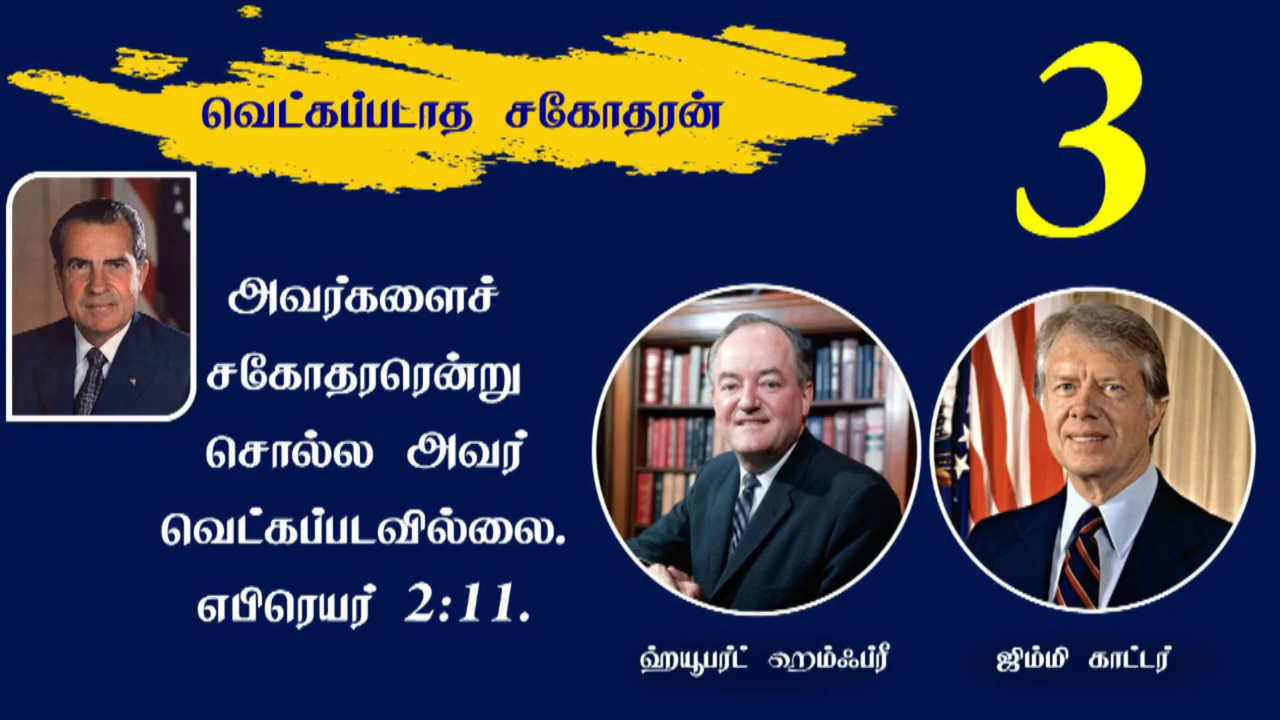 வெட்கப்படாத சகோதரன்
3
அவர்களைச்
சகோதரரென்று
சொல்ல அவர்
வெட்கப்படவில்லை.
எபிரெயர் 2:11.
ஹ்யூபர்ட் ஹெம்ஃப்ரீ
ஜிம்மி காட்டர்